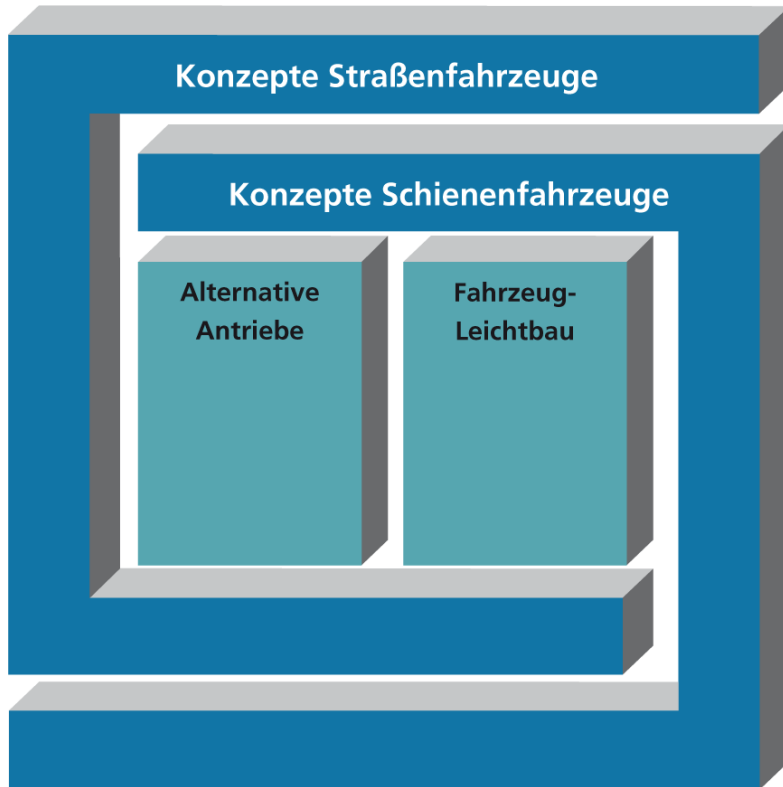 Konzepte Straßenfahrzeuge
Konzepte Schienenfahrzeuge
Alternative
Antriebe
Fahrzeug-
Leichtbau